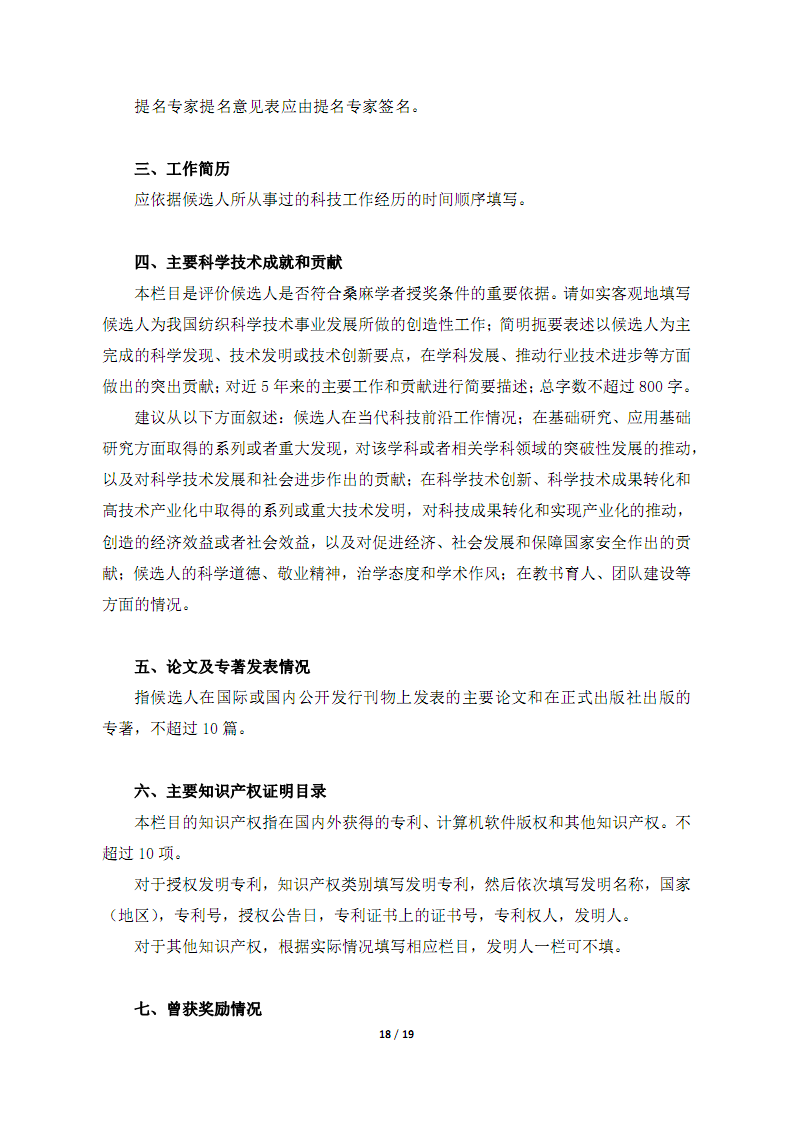 提名专家提名意见表应由提名专家签名。
三、工作简历
应依据候选人所从事过的科技工作经历的时间顺序填写。
四、主要科学技术成就和贡献
本栏目是评价候选人是否符合桑麻学者授奖条件的重要依据。请如实客观地填写
候选人为我国纺织科学技术事业发展所做的创造性工作；简明扼要表述以候选人为主
完成的科学发现、技术发明或技术创新要点，在学科发展、推动行业技术进步等方面
做出的突出贡献；对近 5 年来的主要工作和贡献进行简要描述；总字数不超过 800 字。
建议从以下方面叙述：候选人在当代科技前沿工作情况；在基础研究、应用基础
研究方面取得的系列或者重大发现，对该学科或者相关学科领域的突破性发展的推动，
以及对科学技术发展和社会进步作出的贡献；在科学技术创新、科学技术成果转化和
高技术产业化中取得的系列或重大技术发明，对科技成果转化和实现产业化的推动，
创造的经济效益或者社会效益，以及对促进经济、社会发展和保障国家安全作出的贡
献；候选人的科学道德、敬业精神，治学态度和学术作风；在教书育人、团队建设等
方面的情况。
五、论文及专著发表情况
指候选人在国际或国内公开发行刊物上发表的主要论文和在正式出版社出版的
专著，不超过 10 篇。
六、主要知识产权证明目录
本栏目的知识产权指在国内外获得的专利、计算机软件版权和其他知识产权。不
超过 10 项。
对于授权发明专利，知识产权类别填写发明专利，然后依次填写发明名称，国家
（地区），专利号，授权公告日，专利证书上的证书号，专利权人，发明人。
对于其他知识产权，根据实际情况填写相应栏目，发明人一栏可不填。
七、曾获奖励情况
18 / 19